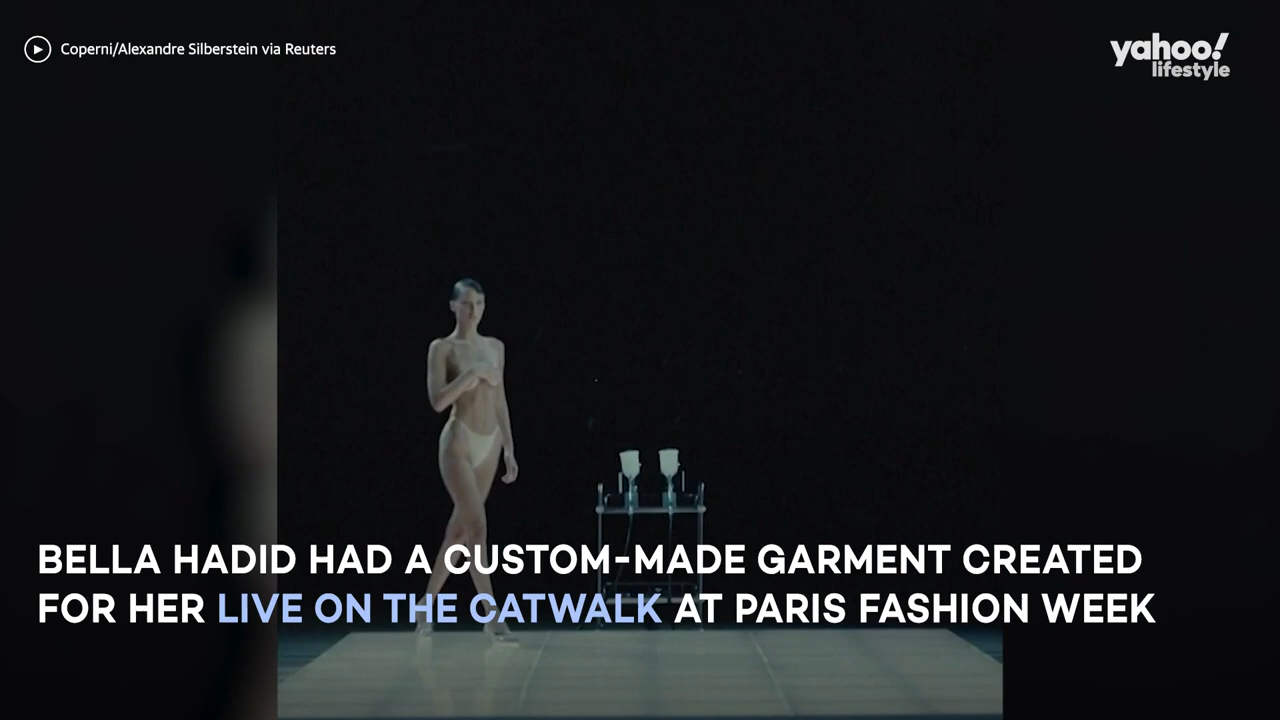 Coperni/Alexandre Silberstein via Reuters
yahoo!
lifestyle
BELLA HADID HAD A CUSTOM-MADE GARMENT CREATED
FOR HER LIVE ON THE CATWALK AT PARIS FASHION WEEK